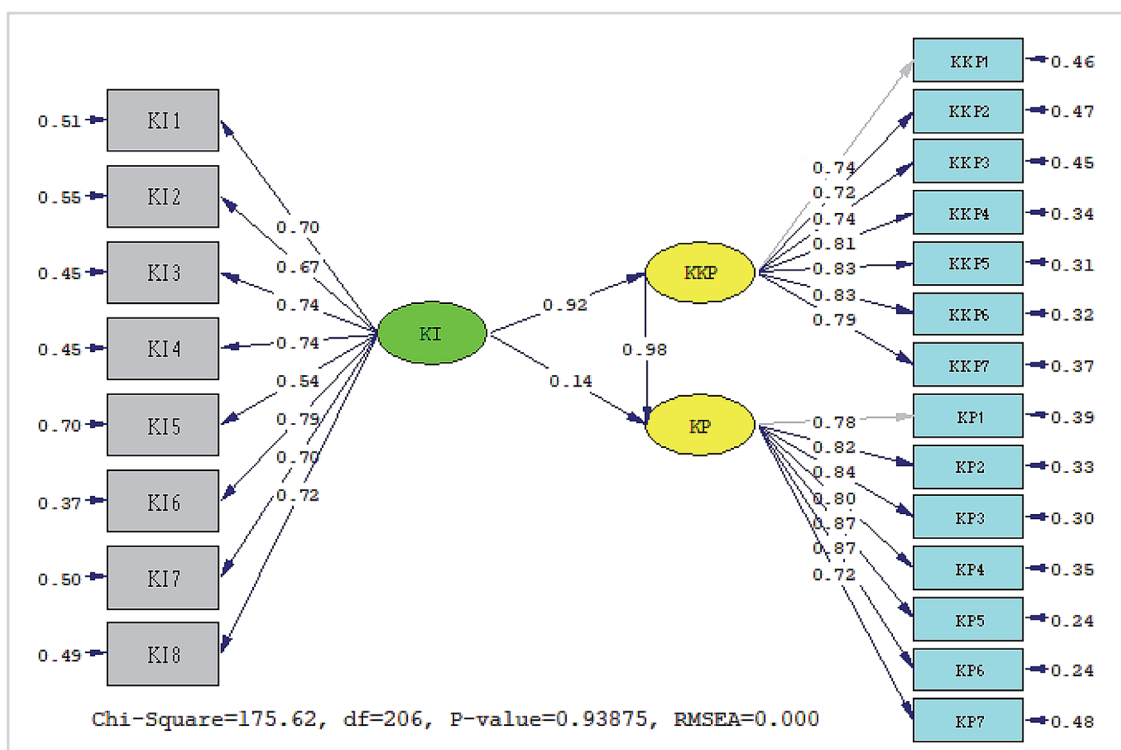 0.51 KI1
0.55 KI2
0.45 KI3
0.45 KI4
0.70 KI5
0.37 KI6
0.50 KI7
0.49 KI8
0.70
0.67
0.74
0.74
0.54
0.79
0.70
0.72
KI
0.92
0.14
0.98
KKP
KP
0.74
0.72
0.74
0.81
0.83
0.83
0.79
0.78
0.82
0.84
0.80
0.87
0.87
0.72
KKP1 0.46
KKP2 0.47
KKP3 0.45
KKP4 0.34
KKP5 0.31
KKP6 0.32
KKP7 0.37
KP1 0.39
KP2 0.33
KP3 0.30
KP4 0.35
KP5 0.24
KP6 0.24
KP7 0.48
Chi-Square=175.62, df=206, P-value=0.93875, RMSEA=0.000